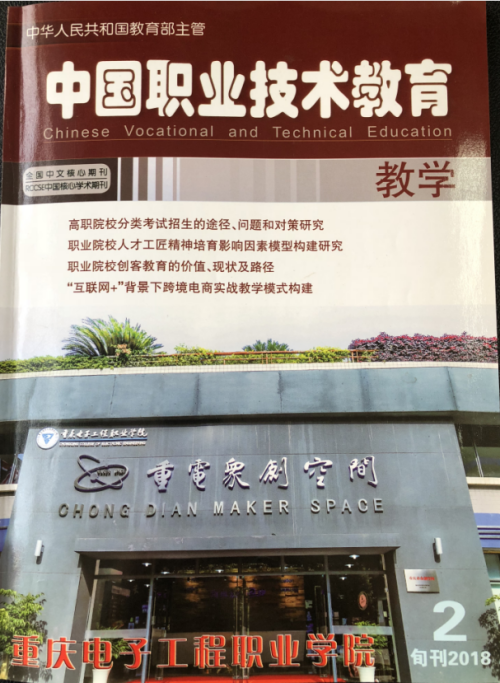 中华人民共和国教育部主管
中国职业技术教育
Chinese Vocational and Technical Education
全国中文核心期刊
RCCSE中国核心学术期刊
教学
高职院校分类考试招生的途径、问题和对策研究
职业院校人才工匠精神培育影响因素模型构建研究
职业院校创客教育的价值、现状及路径
“互联网+”背景下跨境电商实战教学模式构建
重庆电子工程职业学院
重電眾創空間
CHONG DIAN MAKER SPACE
重庆电子工程职业学院
2
旬刊2018